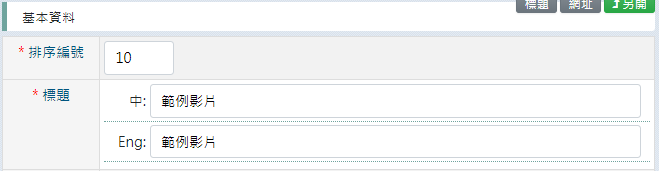 標題 網址 另開
基本資料
* 排序編號 10
* 標題 中: 範例影片
Eng: 範例影片